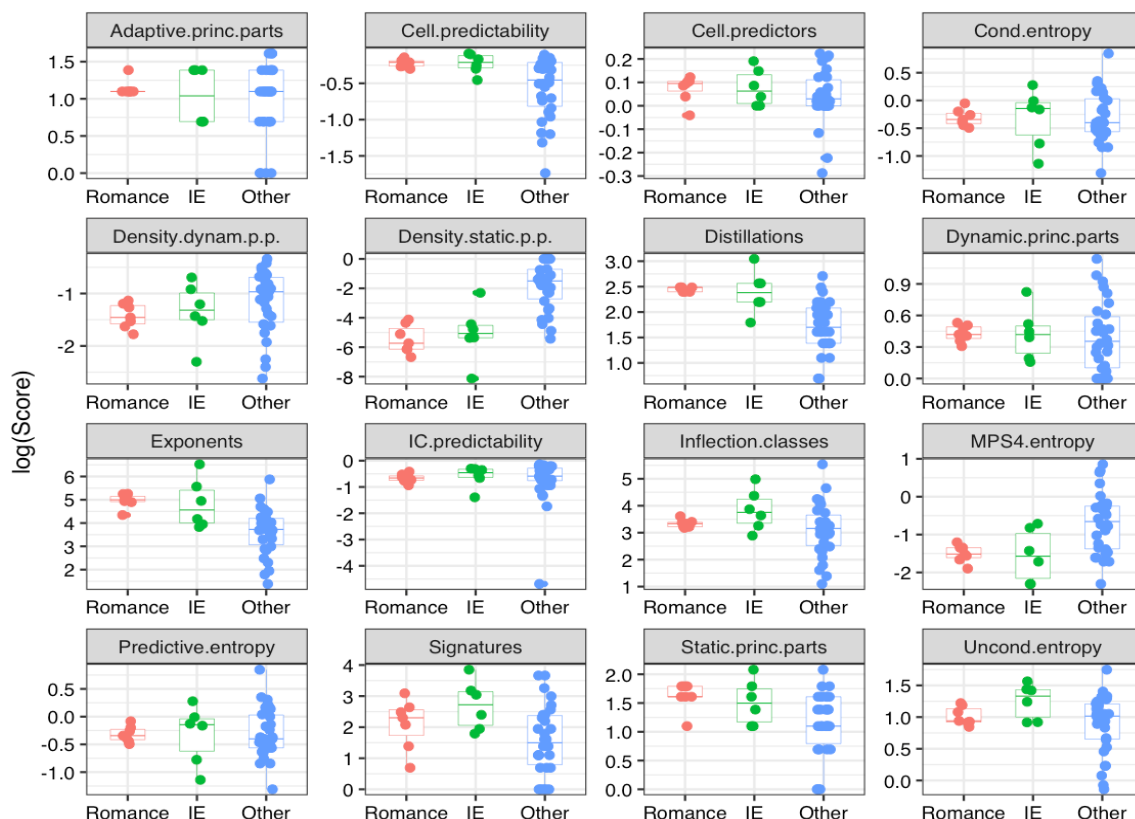 log(Score)
Adaptive.princ.parts
1.5
1.0
0.5
0.0
Romance IE Other
Cell.predictability
-0.5
-1.0
-1.5
Romance IE Other
Cell.predictors
0.2
0.1
0.0
-0.1
-0.2
-0.3
Romance IE Other
Cond.entropy
0.5
0.0
-0.5
-1.0
Romance IE Other
Density.dynam.p.p.
-1
-2
Romance IE Other
Density.static.p.p.
0
-2
-4
-6
-8
Romance IE Other
Distillations
3.0
2.5
2.0
1.5
1.0
Romance IE Other
Dynamic.princ.parts
0.9
0.6
0.3
0.0
Romance IE Other
Exponents
6
5
4
3
2
Romance IE Other
IC.predictability
0
-1
-2
-3
-4
Romance IE Other
Inflection.classes
5
4
3
2
1
Romance IE Other
MPS4.entropy
1
0
-1
-2
Romance IE Other
Predictive.entropy
0.5
0.0
-0.5
-1.0
Romance IE Other
Signatures
4
3
2
1
0
Romance IE Other
Static.princ.parts
2.0
1.5
1.0
0.5
0.0
Romance IE Other
Uncond.entropy
1.5
1.0
0.5
0.0
Romance IE Other